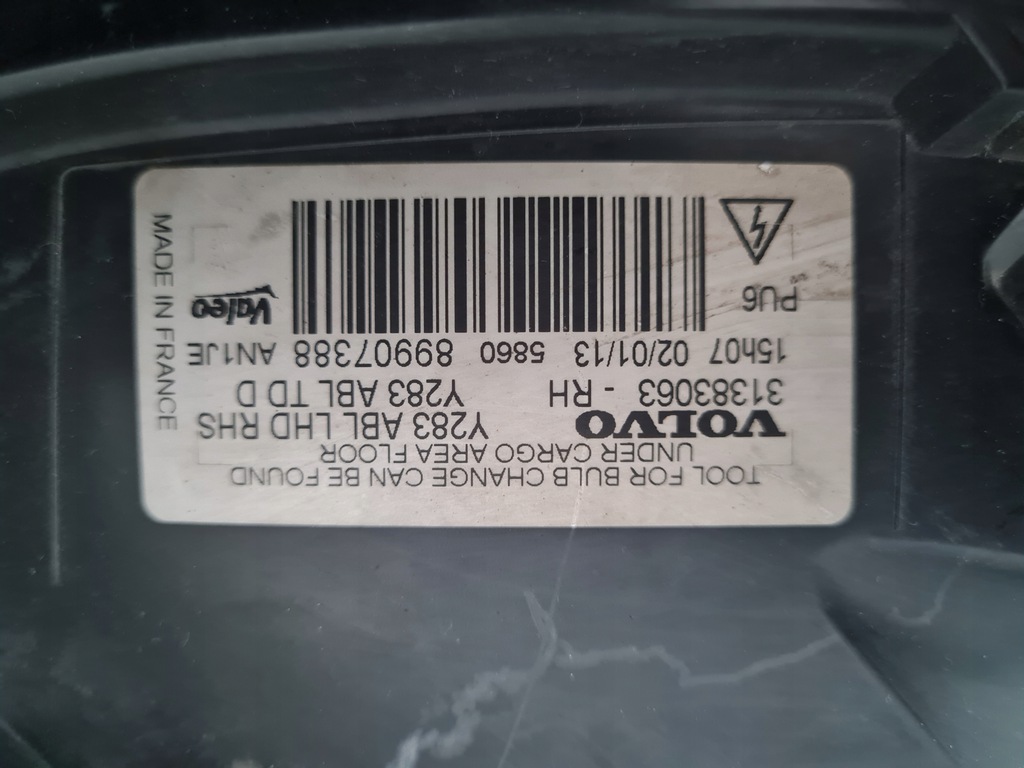 TOOL FOR BULB CHANGE CAN BE FOUND
UNDER CARGO AREA FLOOR
VOLVO Y283 ABL LHD RHS
31383063 - RH Y283 ABL TD D
15h07 02/01/13 5860 89907388 AN1JE
PU6
Valeo
MADE IN FRANCE